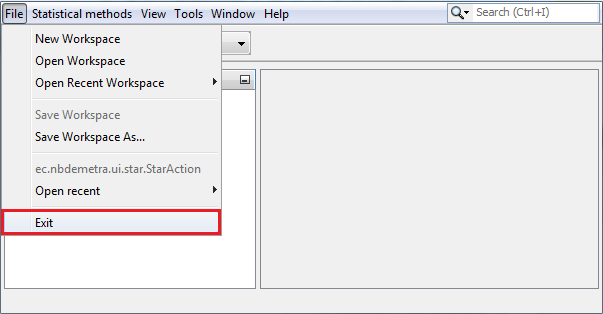 File Statistical methods View Tools Window Help Search (Ctrl+I)
New Workspace
Open Workspace
Open Recent Workspace
Save Workspace
Save Workspace As...
ec.nbdemetra.ui.star.StarAction
Open recent
Exit